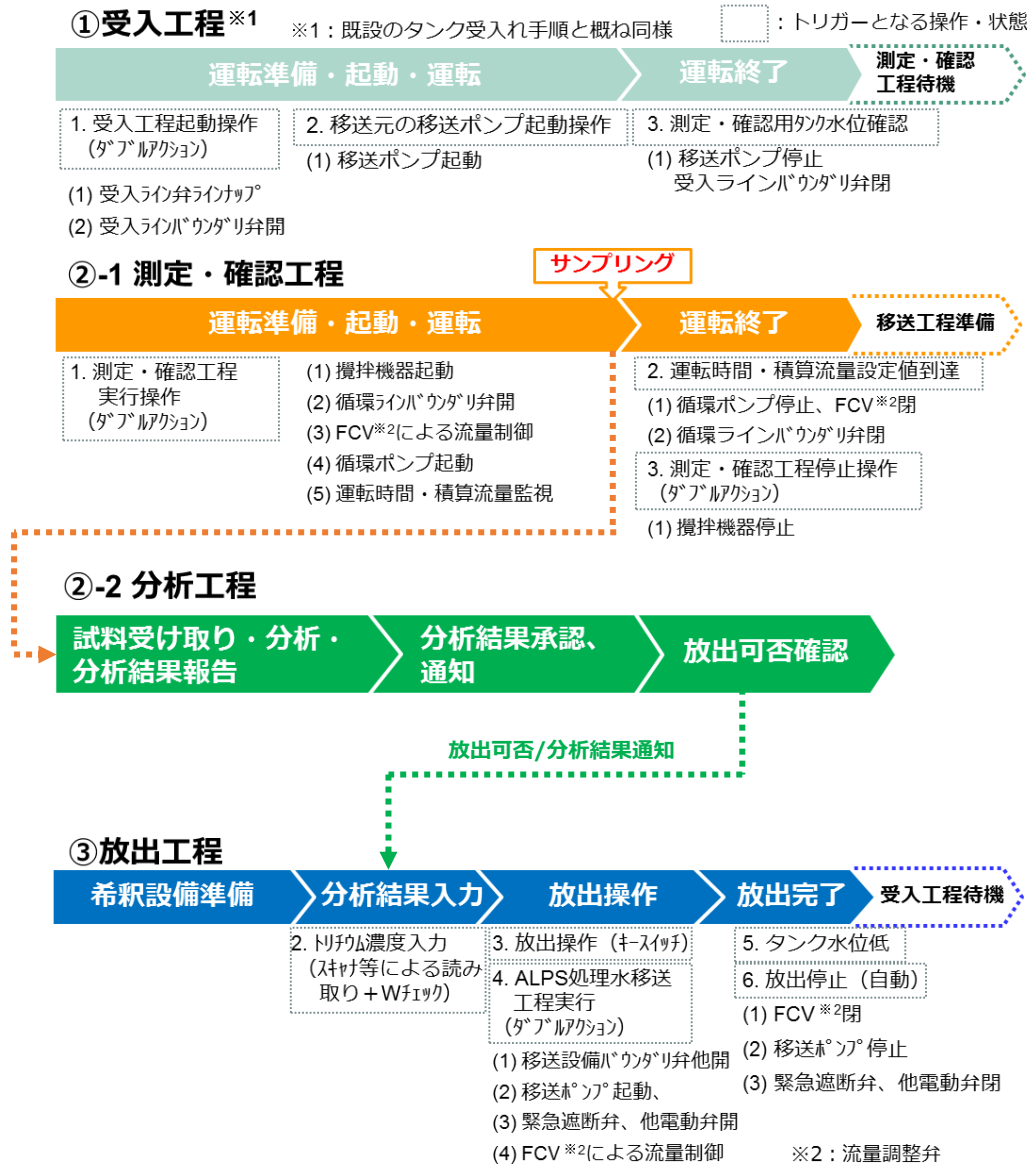 ①受入工程※1
※1：既設のタンク受入れ手順と概ね同様
：トリガーとなる操作・状態
運転準備・起動・運転
運転終了
測定・確認
工程待機
1. 受入工程起動操作
(ﾀﾞﾌﾞﾙｱｸｼｮﾝ)
(1) 受入ﾗｲﾝ弁ﾗｲﾝﾅｯﾌﾟ
(2) 受入ﾗｲﾝﾊﾞｳﾝﾀﾞﾘ弁開
2. 移送元の移送ポンプ起動操作
(1) 移送ポンプ起動
3. 測定・確認用ﾀﾝｸ水位確認
(1) 移送ポンプ停止
受入ラインﾊﾞｳﾝﾀﾞﾘ弁閉
②-1 測定・確認工程
サンプリング
運転準備・起動・運転
運転終了
移送工程準備
1. 測定・確認工程
実行操作
(ﾀﾞﾌﾞﾙｱｸｼｮﾝ)
(1) 攪拌機器起動
(2) 循環ﾗｲﾝﾊﾞｳﾝﾀﾞﾘ弁開
(3) FCV※2による流量制御
(4) 循環ポンプ起動
(5) 運転時間・積算流量監視
2. 運転時間・積算流量設定値到達
(1) 循環ポンプ停止、FCV※2閉
(2) 循環ラインﾊﾞｳﾝﾀﾞﾘ弁閉
3. 測定・確認工程停止操作
(ﾀﾞﾌﾞﾙｱｸｼｮﾝ)
(1) 攪拌機器停止
②-2 分析工程
試料受け取り・分析・
分析結果報告
分析結果承認、
通知
放出可否確認
放出可否/分析結果通知
③放出工程
希釈設備準備
分析結果入力
放出操作
放出完了
受入工程待機
2. ﾄﾘﾁｳﾑ濃度入力
(ｽｷｬﾅ等による読み
取り＋Wﾁｪｯｸ)
3. 放出操作（ｷｰｽｲｯﾁ）
4. ALPS処理水移送
工程実行
(ﾀﾞﾌﾞﾙｱｸｼｮﾝ)
(1) 移送設備ﾊﾞｳﾝﾀﾞﾘ弁他開
(2) 移送ﾎﾟﾝﾌﾟ起動、
(3) 緊急遮断弁、他電動弁開
(4) FCV※2による流量制御
5. タンク水位低
6. 放出停止（自動）
(1) FCV※2閉
(2) 移送ﾎﾟﾝﾌﾟ停止
(3) 緊急遮断弁、他電動弁閉
※2：流量調整弁